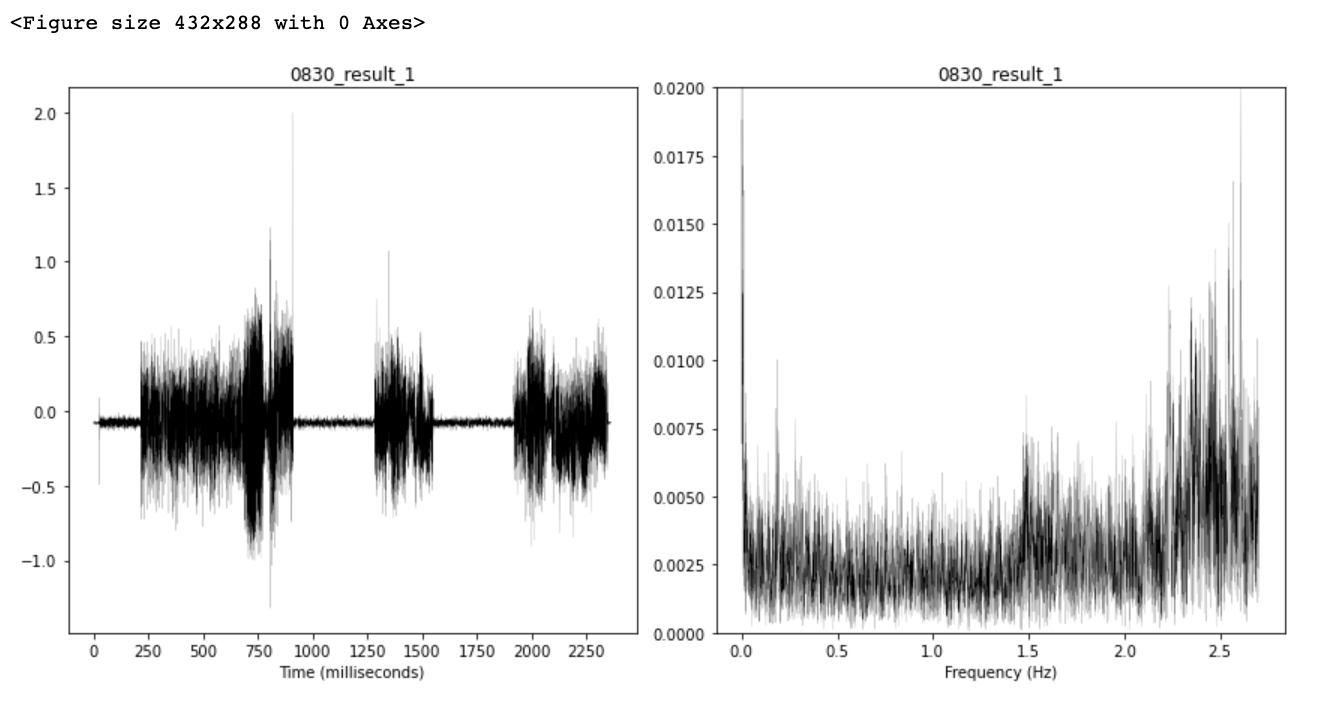 <Figure size 432x288 with 0 Axes>
0830_result_1
2.0
1.5
1.0
0.5
0.0
−0.5
−1.0
0 250 500 750 1000 1250 1500 1750 2000 2250
Time (milliseconds)
0830_result_1
0.0200
0.0175
0.0150
0.0125
0.0100
0.0075
0.0050
0.0025
0.0000
0.0 0.5 1.0 1.5 2.0 2.5
Frequency (Hz)